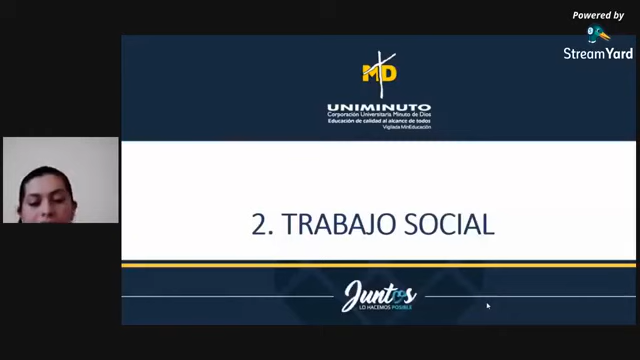 Powered by
StreamYard
MD
UNIMINUTO
Corporación Universitaria Minuto de Dios
Educación de calidad al alcance de todos
Vigilada MinEducación
2. TRABAJO SOCIAL
Juntos
LO HACEMOS POSIBLE